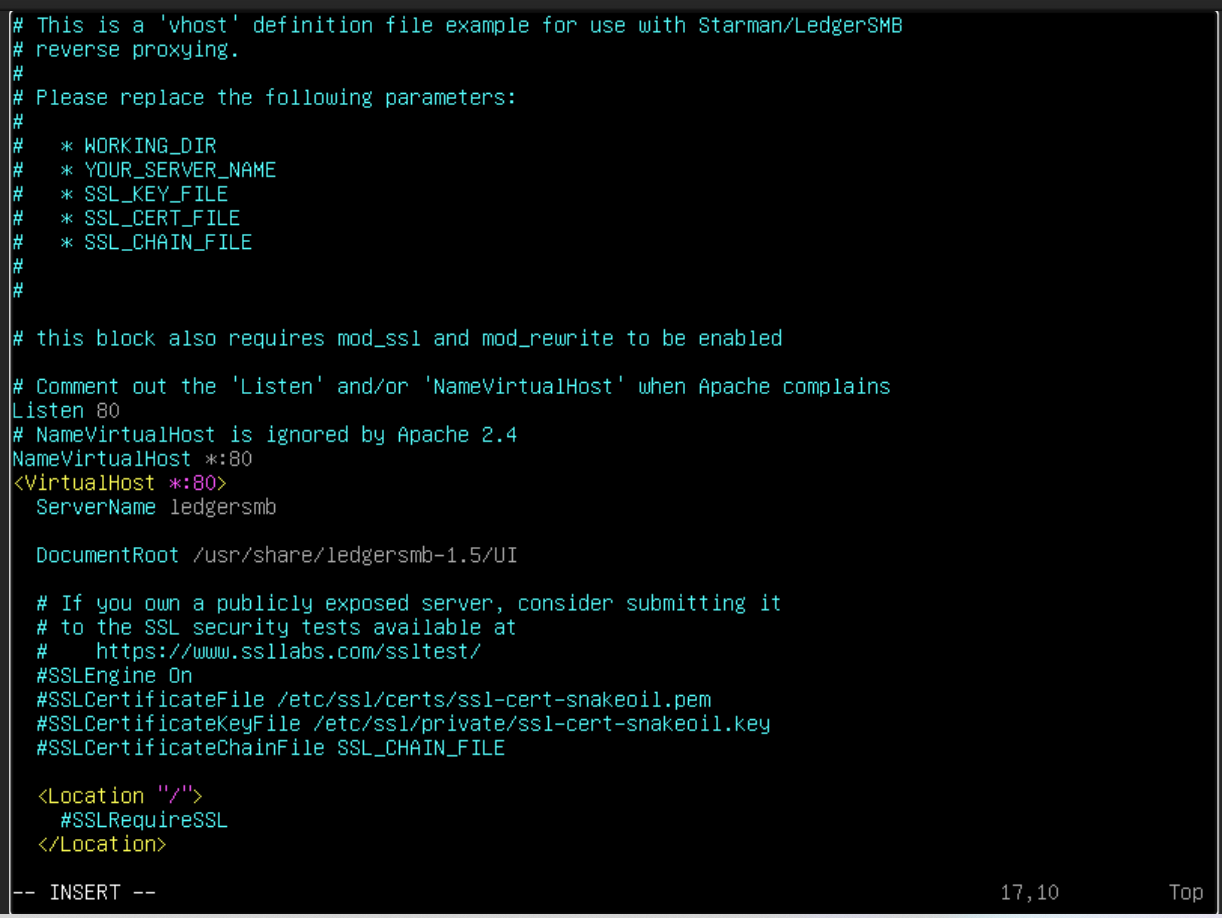 # This is a 'vhost' definition file example for use with Starman/LedgerSMB
# reverse proxying.
#
# Please replace the following parameters:
#
#   * WORKING_DIR
#   * YOUR_SERVER_NAME
#   * SSL_KEY_FILE
#   * SSL_CERT_FILE
#   * SSL_CHAIN_FILE
#
#
# this block also requires mod_ssl and mod_rewrite to be enabled
# Comment out the 'Listen' and/or 'NameVirtualHost' when Apache complains
Listen 80
# NameVirtualHost is ignored by Apache 2.4
NameVirtualHost *:80
<VirtualHost *:80>
  ServerName ledgersmb
  DocumentRoot /usr/share/ledgersmb-1.5/UI
  # If you own a publicly exposed server, consider submitting it
  # to the SSL security tests available at
  #    https://www.ssllabs.com/ssltest/
  #SSLEngine On
  #SSLCertificateFile /etc/ssl/certs/ssl-cert-snakeoil.pem
  #SSLCertificateKeyFile /etc/ssl/private/ssl-cert-snakeoil.key
  #SSLCertificateChainFile SSL_CHAIN_FILE
  <Location "/">
    #SSLRequireSSL
  </Location>
-- INSERT -- 17,10 Top